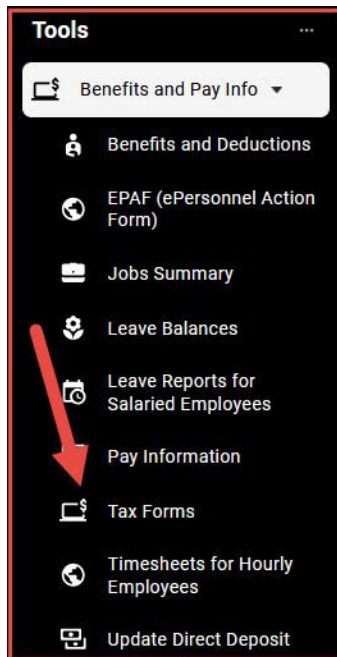 Tools
Benefits and Pay Info
Benefits and Deductions
EPAF (ePersonnel Action
Form)
Jobs Summary
Leave Balances
Leave Reports for
Salaried Employees
Pay Information
Tax Forms
Timesheets for Hourly
Employees
Update Direct Deposit